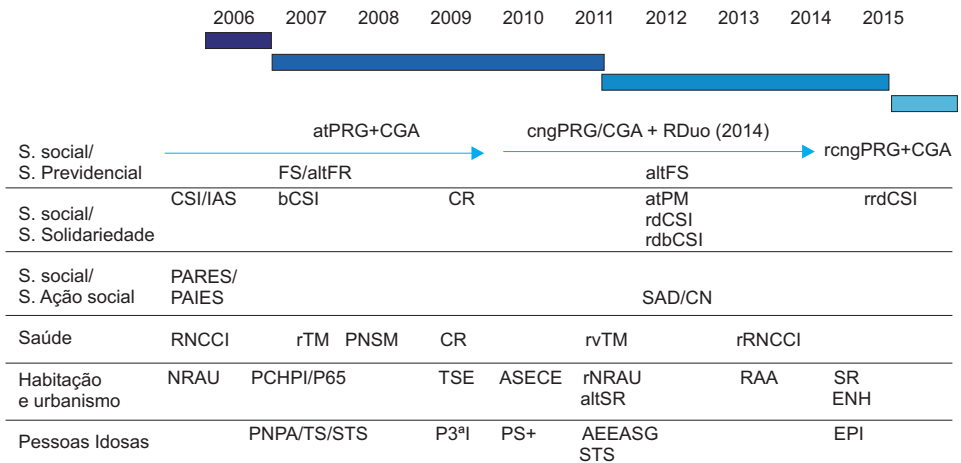 2006 2007 2008 2009 2010 2011 2012 2013 2014 2015
atPRG+CGA cngPRG/CGA + RDuo (2014) rcngPRG+CGA
S. social/
S. Previdencial FS/altFR altFS
CSI/IAS bCSI CR atPM rrdCSI
S. social/ rdCSI
S. Solidariedade rdbCSI
S. social/ PARES/
S. Ação social PAIES SAD/CN
Saúde RNCCI rTM PNSM CR rvTM rRNCCI
Habitação NRAU PCHPI/P65 TSE ASECE rNRAU RAA SR
e urbanismo altSR ENH
Pessoas Idosas PNPA/TS/STS P3ªI PS+ AEEASG EPI
STS